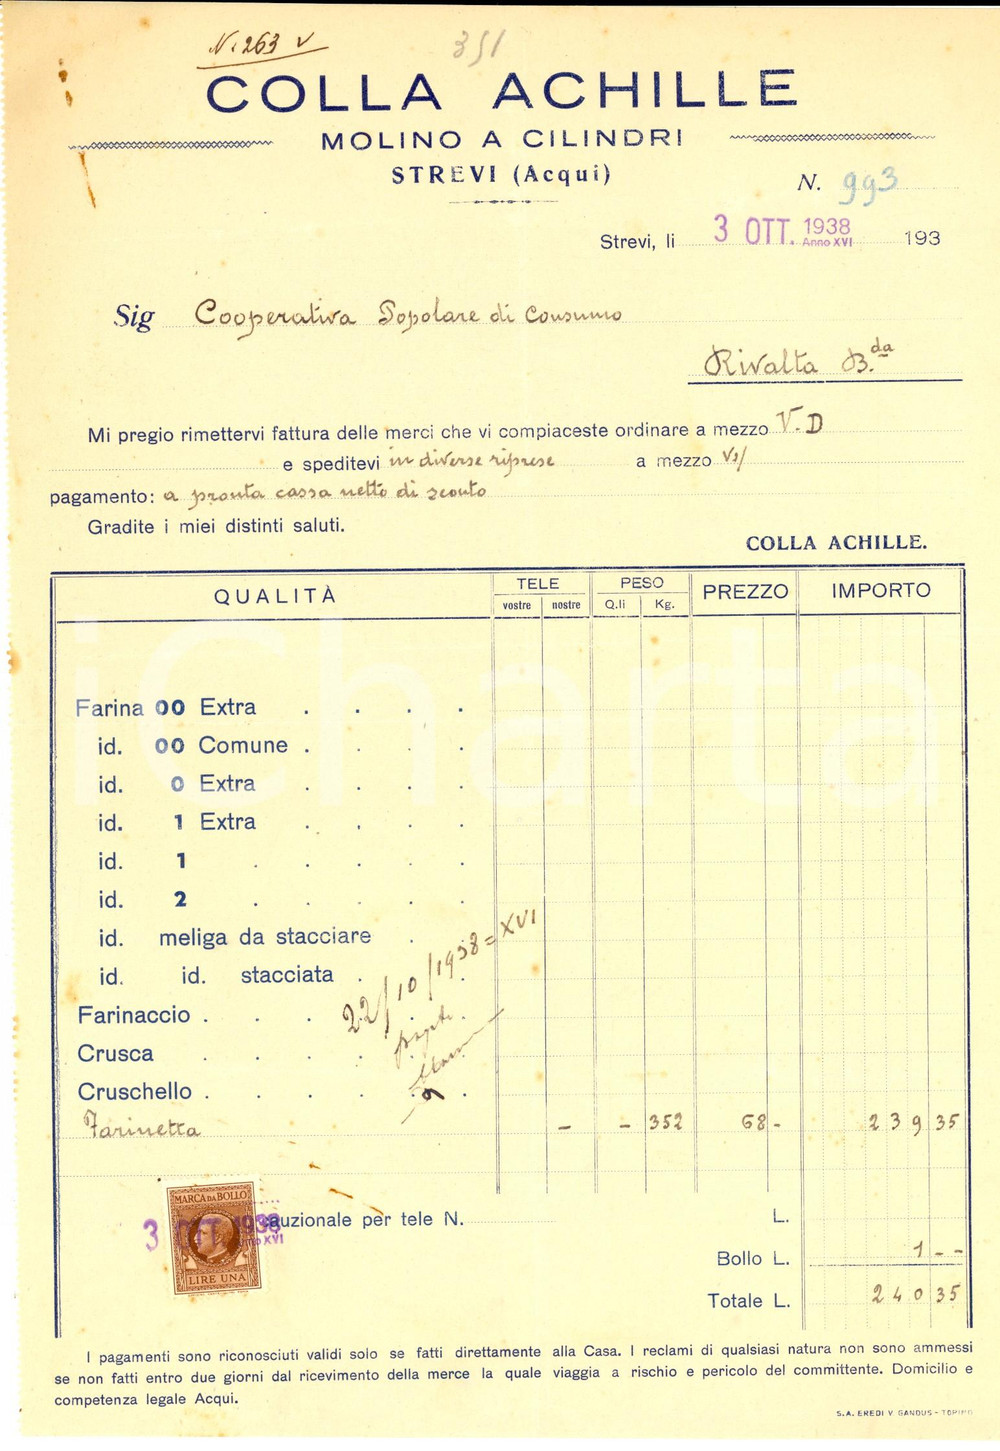 N. 263 v
351
COLLA ACHILLE
MOLINO A CILINDRI
STREVI (Acqui)
N. 993
Strevi, li 3 OTT. 1938 Anno XVI 193
Sig Cooperativa Popolare di Consumo
Rivalta B.da
Mi pregio rimettervi fattura delle merci che vi compiaceste ordinare a mezzo V.D
e speditevi in diverse riprese a mezzo Vs/
pagamento: a pronta cassa netto di sconto
Gradite i miei distinti saluti.
COLLA ACHILLE.
QUALITÀ TELE PESO PREZZO IMPORTO
vostre nostre Q.li Kg.
iCharta
Farina 00 Extra . . . .
id. 00 Comune . . . .
id. 0 Extra . . . .
id. 1 Extra . . . .
id. 1 . . . .
id. 2 . . . .
id. meliga da stacciare .
id. id. stacciata . .
22/10/1938=XVI
Farinaccio . . . . .
Crusca . . . .
Cruschello . . . . . .
Farinetta - - 352 68- 239 35
MARCA DA BOLLO
LIRE UNA
3 OTT. 1938 Anno XVI
cauzionale per tele N. L.
Bollo L. 1--
Totale L. 240 35
I pagamenti sono riconosciuti validi solo se fatti direttamente alla Casa. I reclami di qualsiasi natura non sono ammessi
se non fatti entro due giorni dal ricevimento della merce la quale viaggia a rischio e pericolo del committente. Domicilio e
competenza legale Acqui.
S.A. EREDI V. GANDUS - TORINO